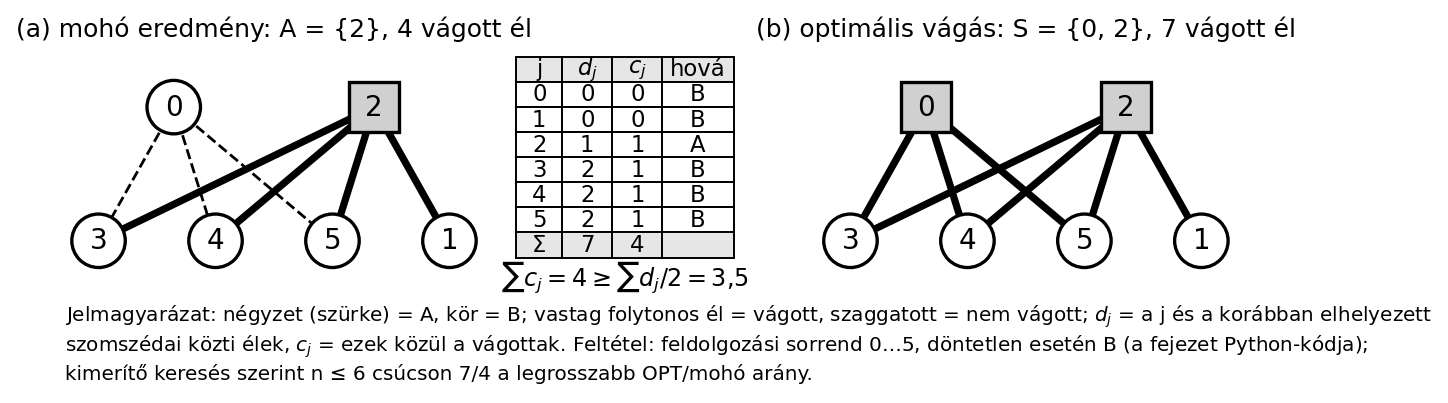 (a) mohó eredmény: A = {2}, 4 vágott él
0
2
3
4
5
1
j dj cj hová
0 0 0 B
1 0 0 B
2 1 1 A
3 2 1 B
4 2 1 B
5 2 1 B
Σ 7 4
∑cj = 4 ≥ ∑dj/2 = 3,5
(b) optimális vágás: S = {0, 2}, 7 vágott él
0
2
3
4
5
1
Jelmagyarázat: négyzet (szürke) = A, kör = B; vastag folytonos él = vágott, szaggatott = nem vágott; dj = a j és a korábban elhelyezett
szomszédai közti élek, cj = ezek közül a vágottak. Feltétel: feldolgozási sorrend 0…5, döntetlen esetén B (a fejezet Python-kódja);
kimerítő keresés szerint n ≤ 6 csúcson 7/4 a legrosszabb OPT/mohó arány.